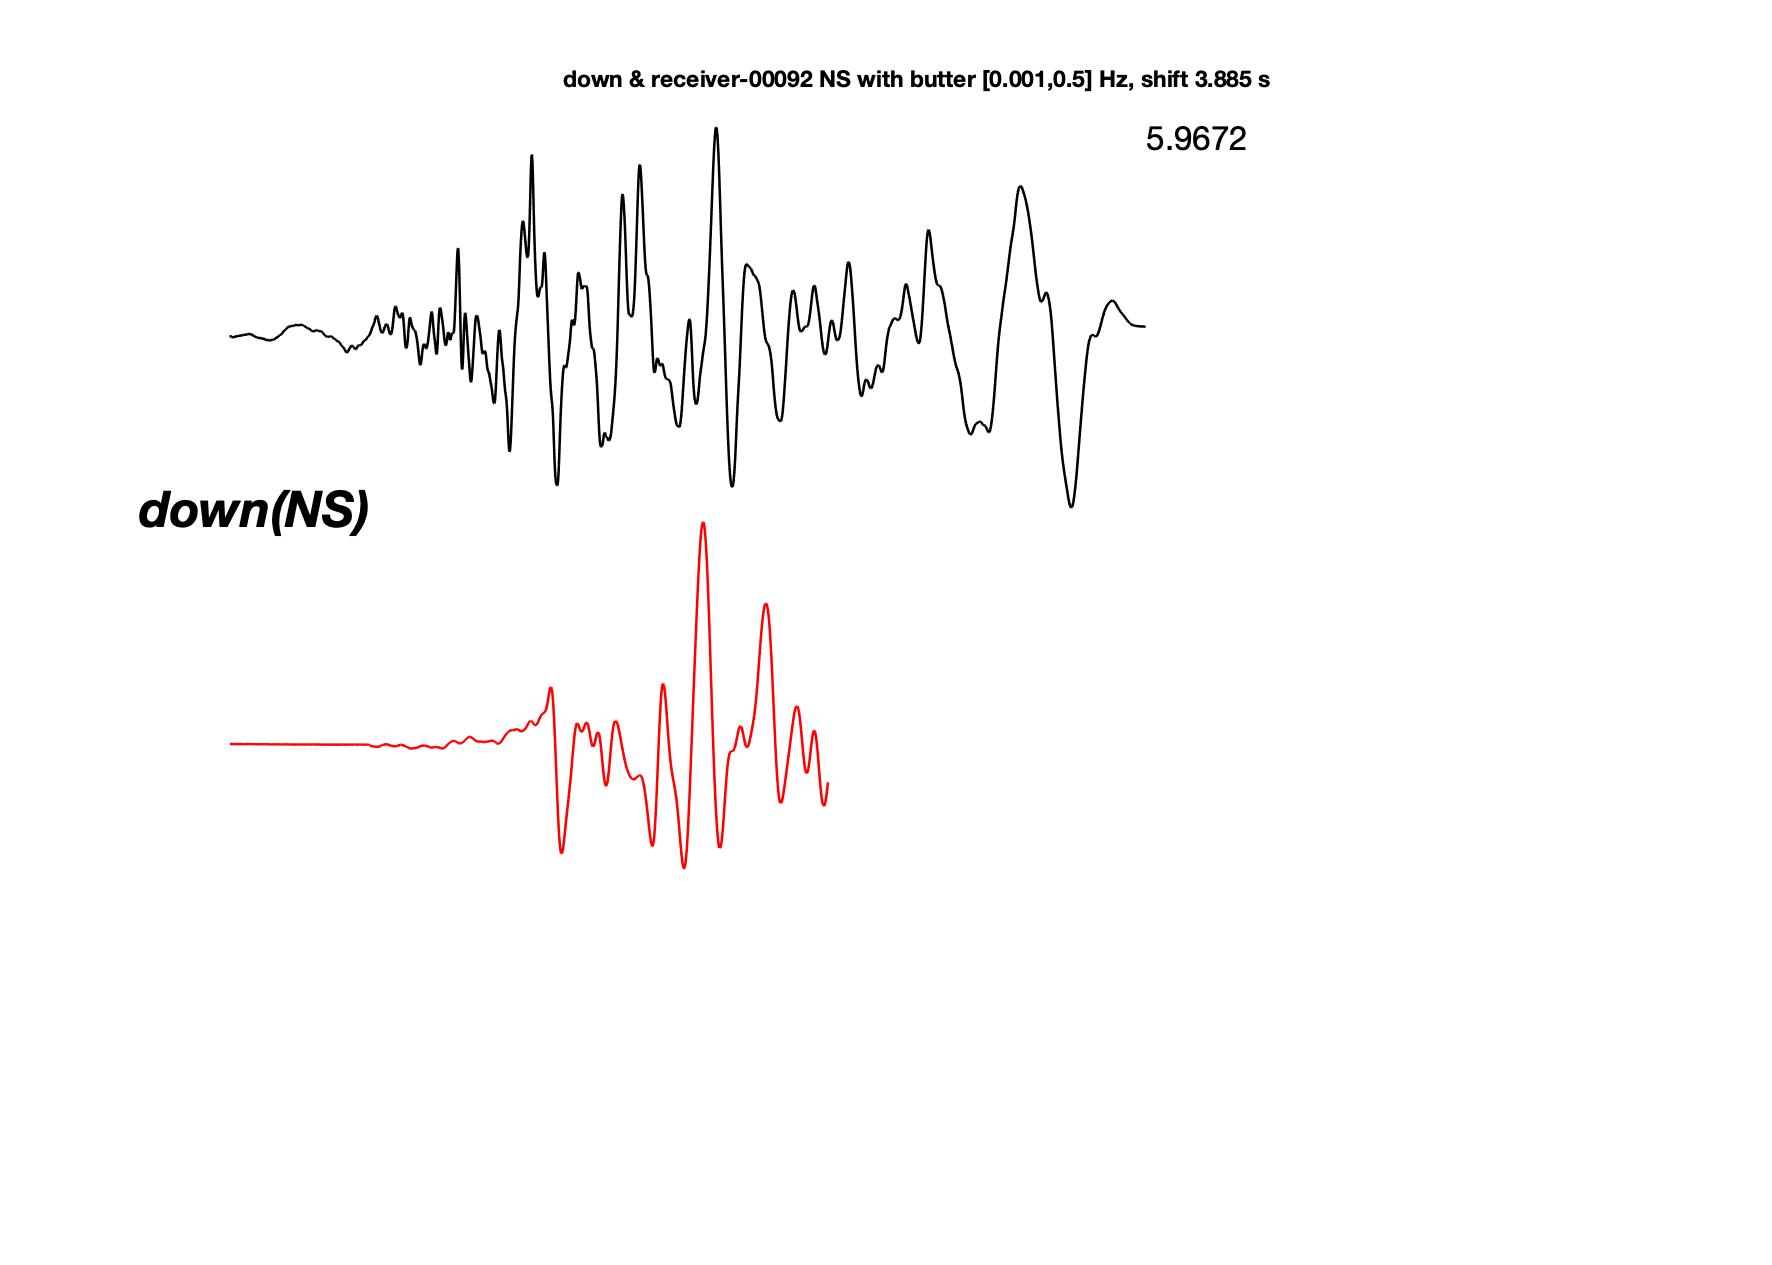 down & receiver-00092 NS with butter [0.001,0.5] Hz, shift 3.885 s
5.9672
down(NS)